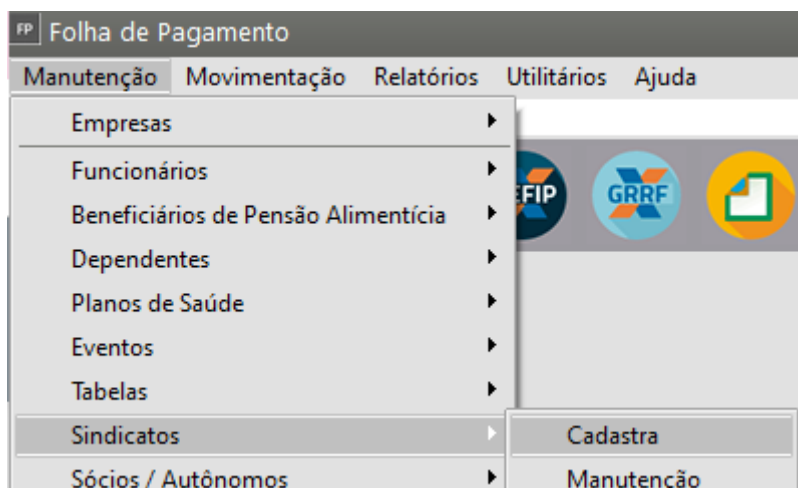 FP Folha de Pagamento
Manutenção Movimentação Relatórios Utilitários Ajuda
Empresas
Funcionários
EFIP GRRF
Beneficiários de Pensão Alimentícia
Dependentes
Planos de Saúde
Eventos
Tabelas
Sindicatos
Cadastra
Sócios / Autônomos
Manutenção